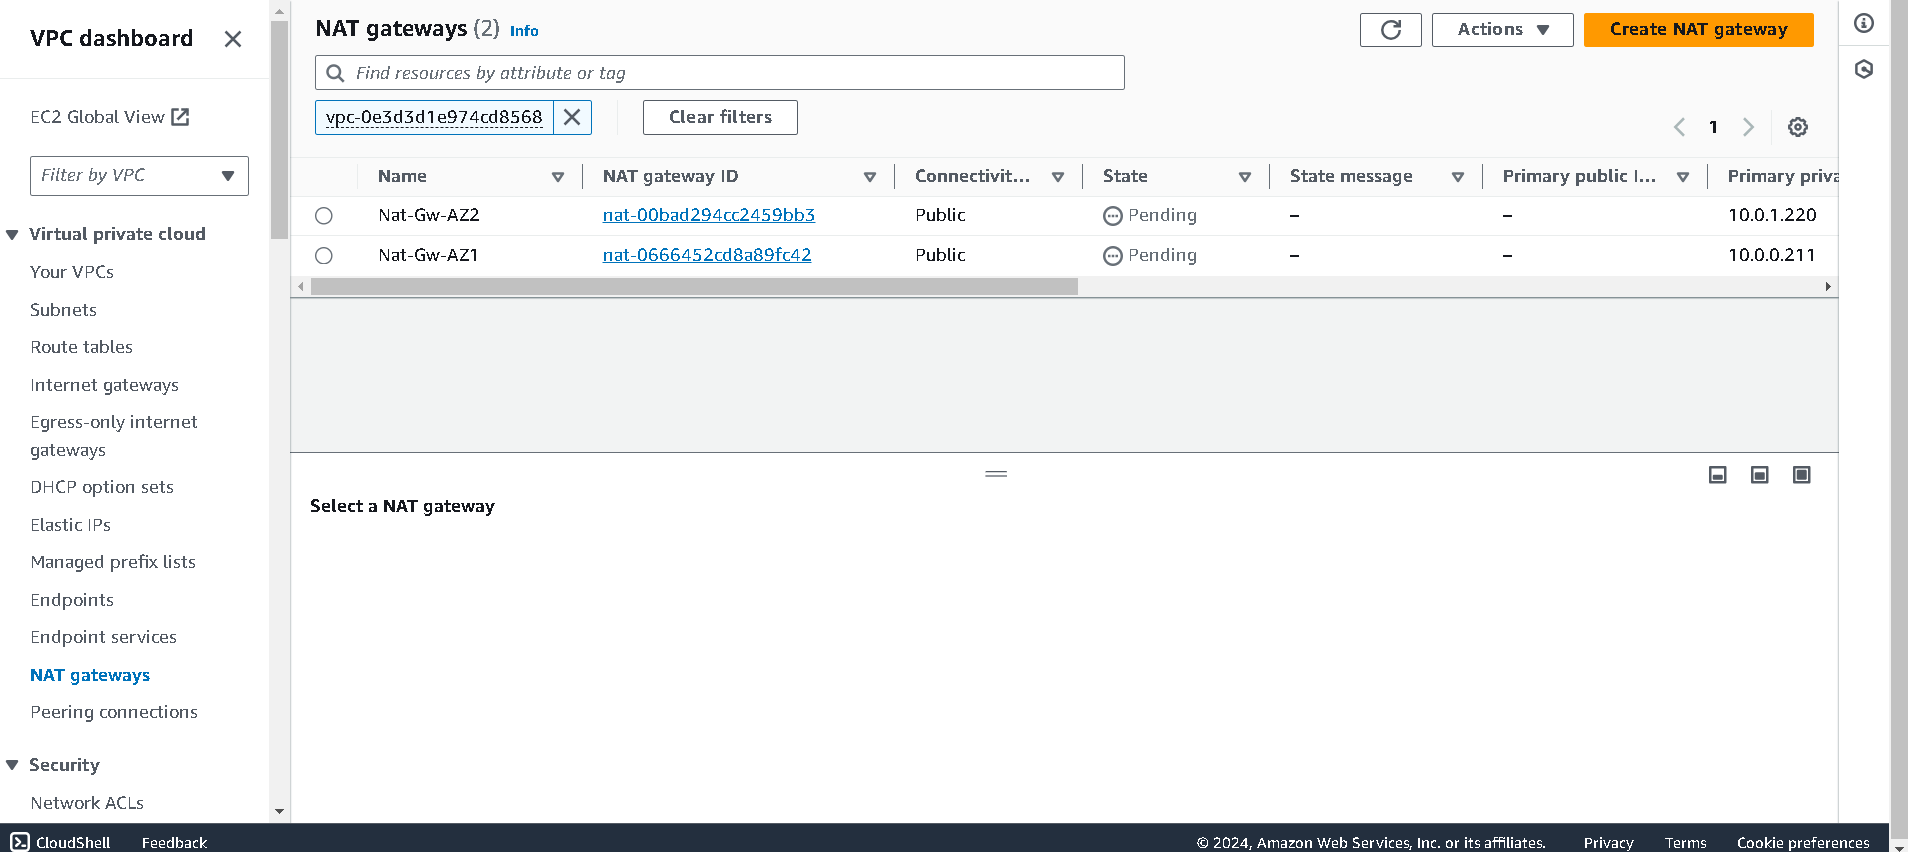 VPC dashboard
EC2 Global View
Filter by VPC
Virtual private cloud
Your VPCs
Subnets
Route tables
Internet gateways
Egress-only internet
gateways
DHCP option sets
Elastic IPs
Managed prefix lists
Endpoints
Endpoint services
NAT gateways
Peering connections
Security
Network ACLs
NAT gateways (2) Info
Actions
Create NAT gateway
Find resources by attribute or tag
vpc-0e3d3d1e974cd8568
Clear filters
1
Name NAT gateway ID Connectivit... State State message Primary public I... Primary priva
Nat-Gw-AZ2 nat-00bad294cc2459bb3 Public Pending – – 10.0.1.220
Nat-Gw-AZ1 nat-0666452cd8a89fc42 Public Pending – – 10.0.0.211
Select a NAT gateway
CloudShell Feedback © 2024, Amazon Web Services, Inc. or its affiliates. Privacy Terms Cookie preferences